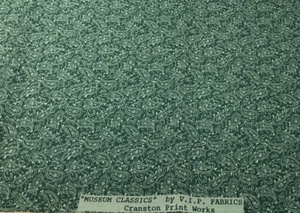 "MUSEUM CLASSICS" by V.I.P. FABRICS
Cranston Print Works